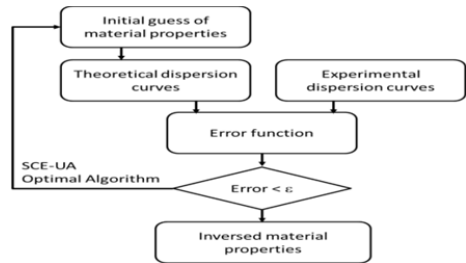 Initial guess of
material properties
Theoretical dispersion
curves
Experimental
dispersion curves
Error function
SCE-UA
Optimal Algorithm
Error < ε
Inversed material
properties